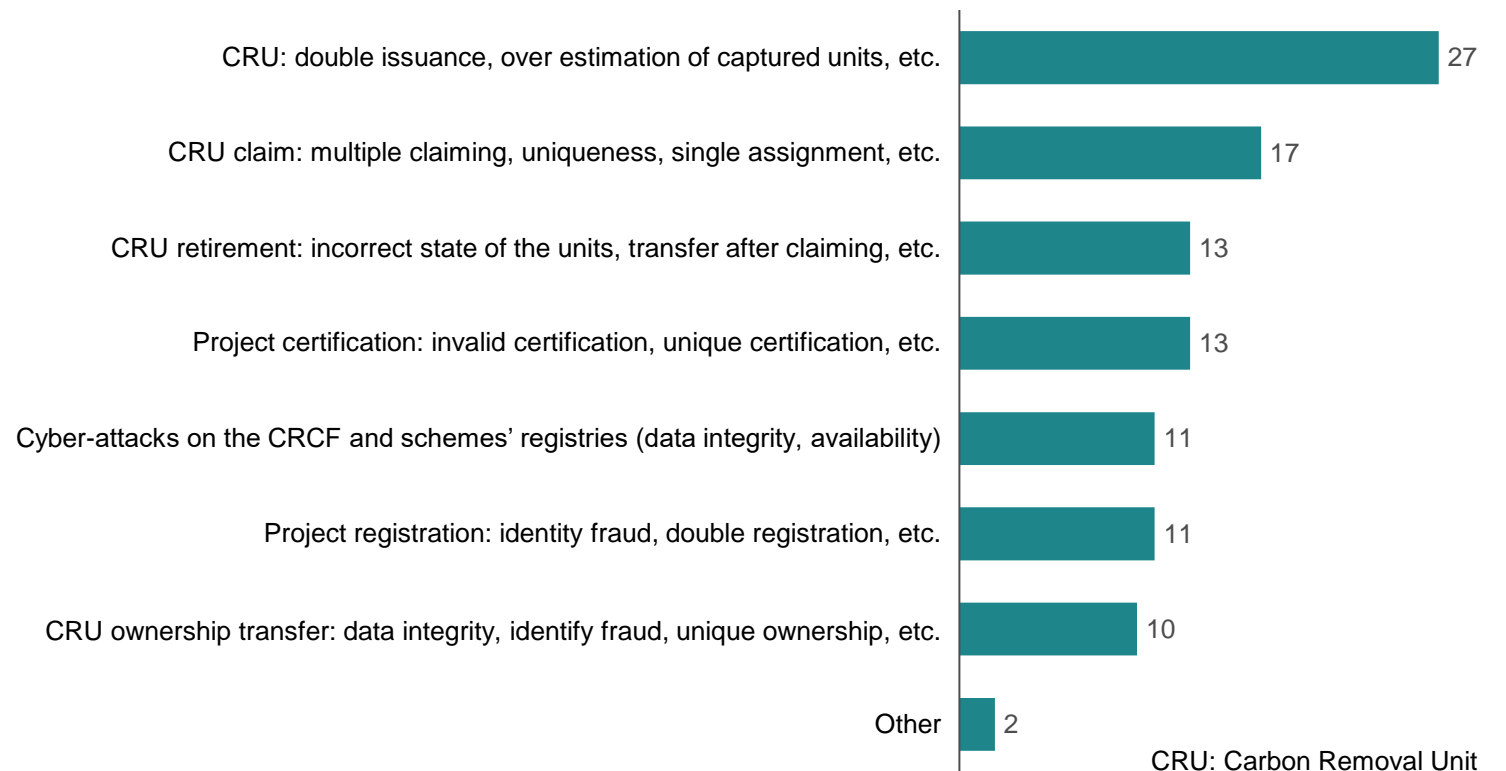 CRU: double issuance, over estimation of captured units, etc.
27
CRU claim: multiple claiming, uniqueness, single assignment, etc.
17
CRU retirement: incorrect state of the units, transfer after claiming, etc.
13
Project certification: invalid certification, unique certification, etc.
13
Cyber-attacks on the CRCF and schemes’ registries (data integrity, availability)
11
Project registration: identity fraud, double registration, etc.
11
CRU ownership transfer: data integrity, identify fraud, unique ownership, etc.
10
Other
2
CRU: Carbon Removal Unit